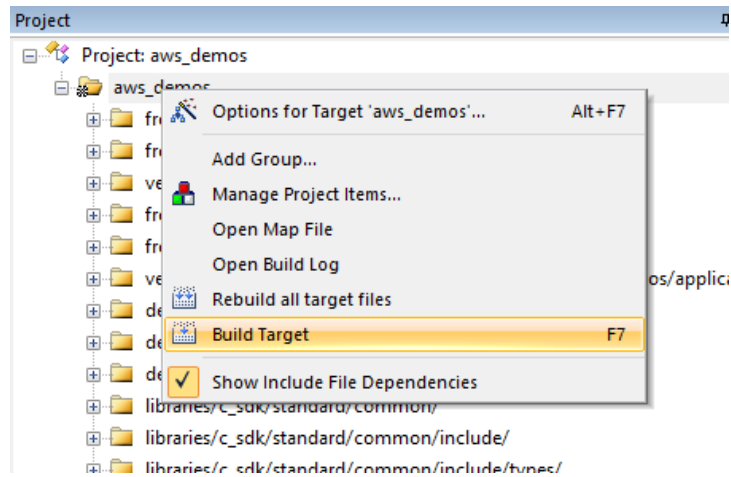 Project
Project: aws_demos
aws_demos
Options for Target 'aws_demos'... Alt+F7
Add Group...
Manage Project Items...
Open Map File
Open Build Log
os/applica
Rebuild all target files
Build Target F7
Show Include File Dependencies
libraries/c_sdk/standard/common/
libraries/c_sdk/standard/common/include/
libraries/c_sdk/standard/common/include/types/